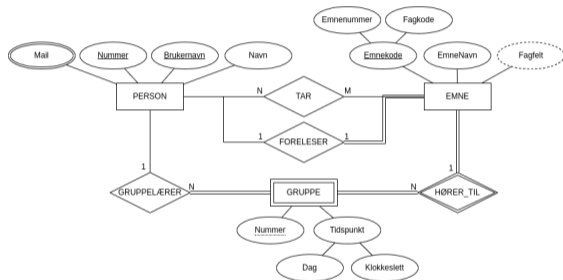 Emnenummer
Fagkode
Mail
Nummer
Brukernavn
Navn
Emnekode
EmneNavn
Fagfelt
PERSON
N
TAR
M
EMNE
1
FORELESER
1
1
1
GRUPPELÆRER
N
GRUPPE
N
HØRER_TIL
Nummer
Tidspunkt
Dag
Klokkeslett